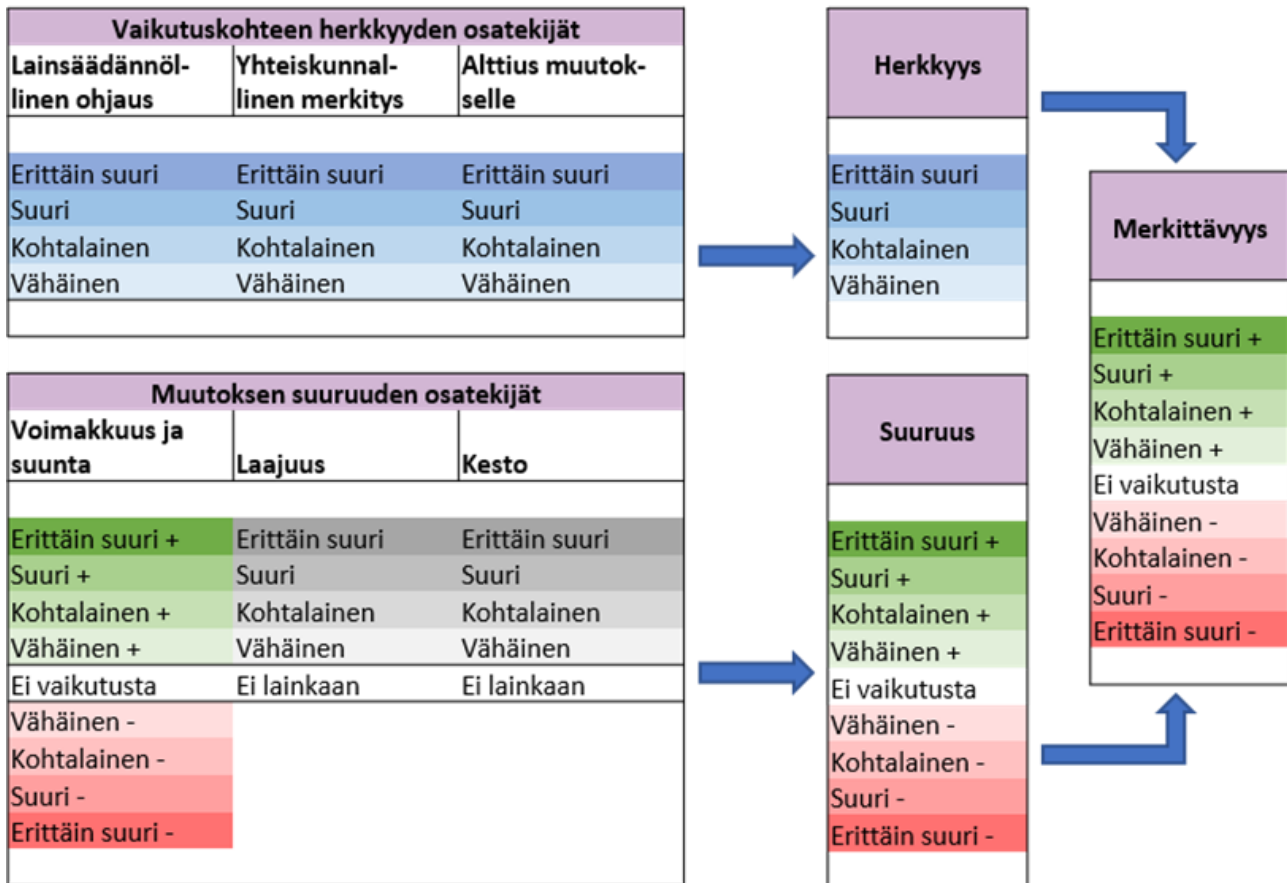 Vaikutuskohteen herkkyyden osatekijät
Lainsäädännöl-
linen ohjaus
Yhteiskunnal-
linen merkitys
Alttius muutok-
selle
Erittäin suuri Erittäin suuri Erittäin suuri
Suuri Suuri Suuri
Kohtalainen Kohtalainen Kohtalainen
Vähäinen Vähäinen Vähäinen
Herkkyys
Erittäin suuri
Suuri
Kohtalainen
Vähäinen
Muutoksen suuruuden osatekijät
Voimakkuus ja
suunta
Laajuus
Kesto
Erittäin suuri + Erittäin suuri Erittäin suuri
Suuri + Suuri Suuri
Kohtalainen + Kohtalainen Kohtalainen
Vähäinen + Vähäinen Vähäinen
Ei vaikutusta Ei lainkaan Ei lainkaan
Vähäinen -
Kohtalainen -
Suuri -
Erittäin suuri -
Suuruus
Erittäin suuri +
Suuri +
Kohtalainen +
Vähäinen +
Ei vaikutusta
Vähäinen -
Kohtalainen -
Suuri -
Erittäin suuri -
Merkittävyys
Erittäin suuri +
Suuri +
Kohtalainen +
Vähäinen +
Ei vaikutusta
Vähäinen -
Kohtalainen -
Suuri -
Erittäin suuri -